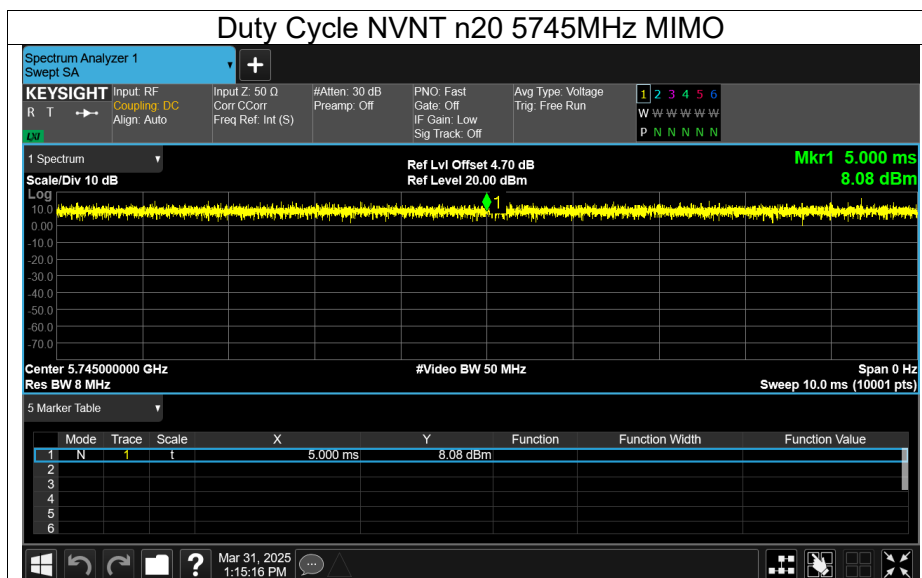 Duty Cycle NVNT n20 5745MHz MIMO
Spectrum Analyzer 1
Swept SA
KEYSIGHT Input: RF Input Z: 50 Ω #Atten: 30 dB PNO: Fast Avg Type: Voltage 1 2 3 4 5 6
R T Coupling: DC Corr CCorr Preamp: Off Gate: Off Trig: Free Run W W W W W W
Align: Auto Freq Ref: Int (S) IF Gain: Low P N N N N N
LXI Sig Track: Off
1 Spectrum Ref Lvl Offset 4.70 dB Mkr1 5.000 ms
Scale/Div 10 dB Ref Level 20.00 dBm 8.08 dBm
Log
10.0
1
0.00
-10.0
-20.0
-30.0
-40.0
-50.0
-60.0
-70.0
Center 5.745000000 GHz #Video BW 50 MHz Span 0 Hz
Res BW 8 MHz Sweep 10.0 ms (10001 pts)
5 Marker Table
Mode Trace Scale X Y Function Function Width Function Value
1 N 1 t 5.000 ms 8.08 dBm
2
3
4
5
6
? Mar 31, 2025
1:15:16 PM